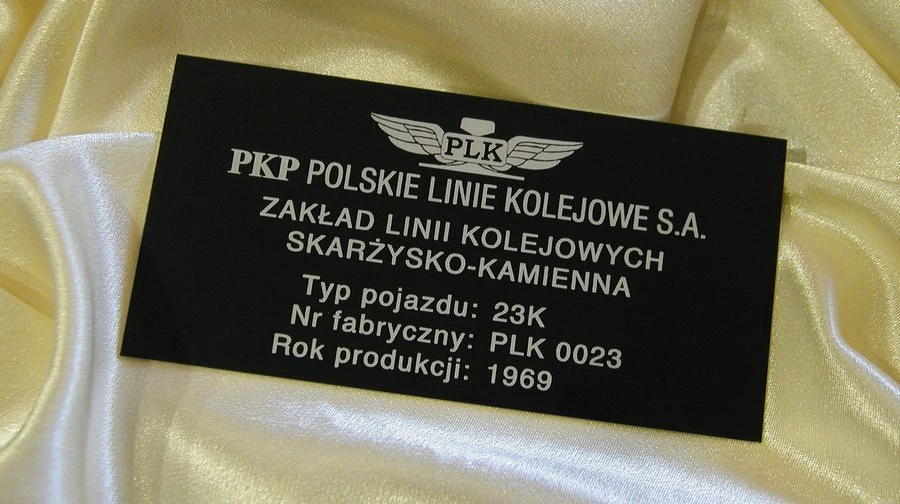 PLK
PKP POLSKIE LINIE KOLEJOWE S.A.
ZAKŁAD LINII KOLEJOWYCH
SKARŻYSKO-KAMIENNA
Typ pojazdu: 23K
Nr fabryczny: PLK 0023
Rok produkcji: 1969